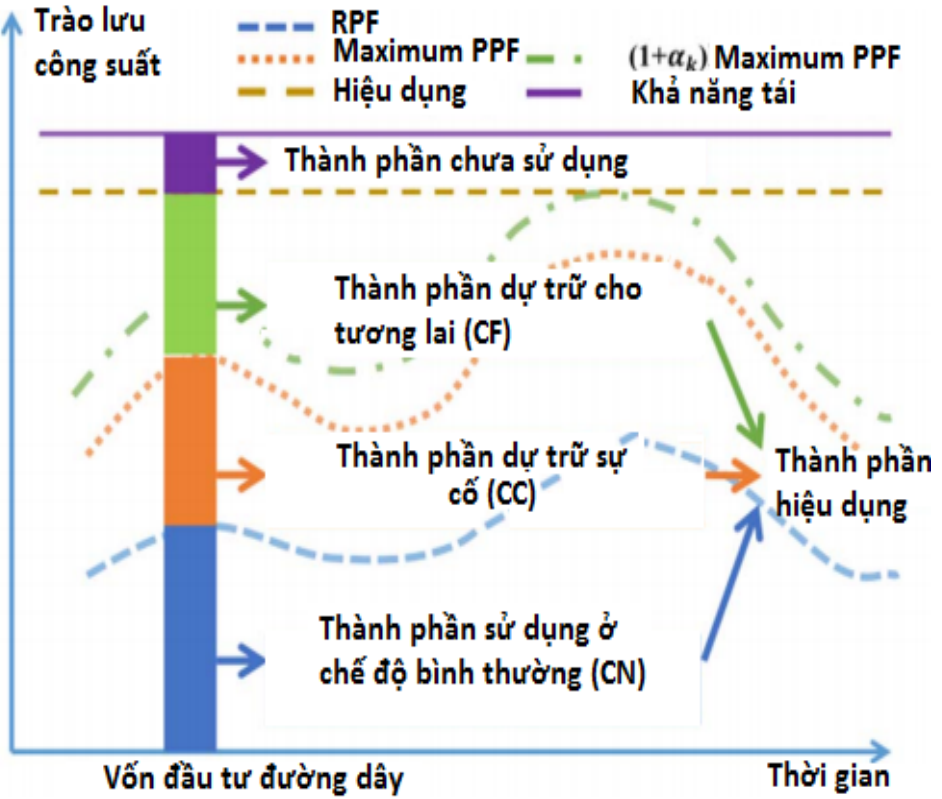 Trào lưu
công suất
RPF
Maximum PPF
(1+αₖ) Maximum PPF
Hiệu dụng
Khả năng tái
Thành phần chưa sử dụng
Thành phần dự trữ cho
tương lai (CF)
Thành phần dự trữ sự
cố (CC)
Thành phần
hiệu dụng
Thành phần sử dụng ở
chế độ bình thường (CN)
Vốn đầu tư đường dây
Thời gian